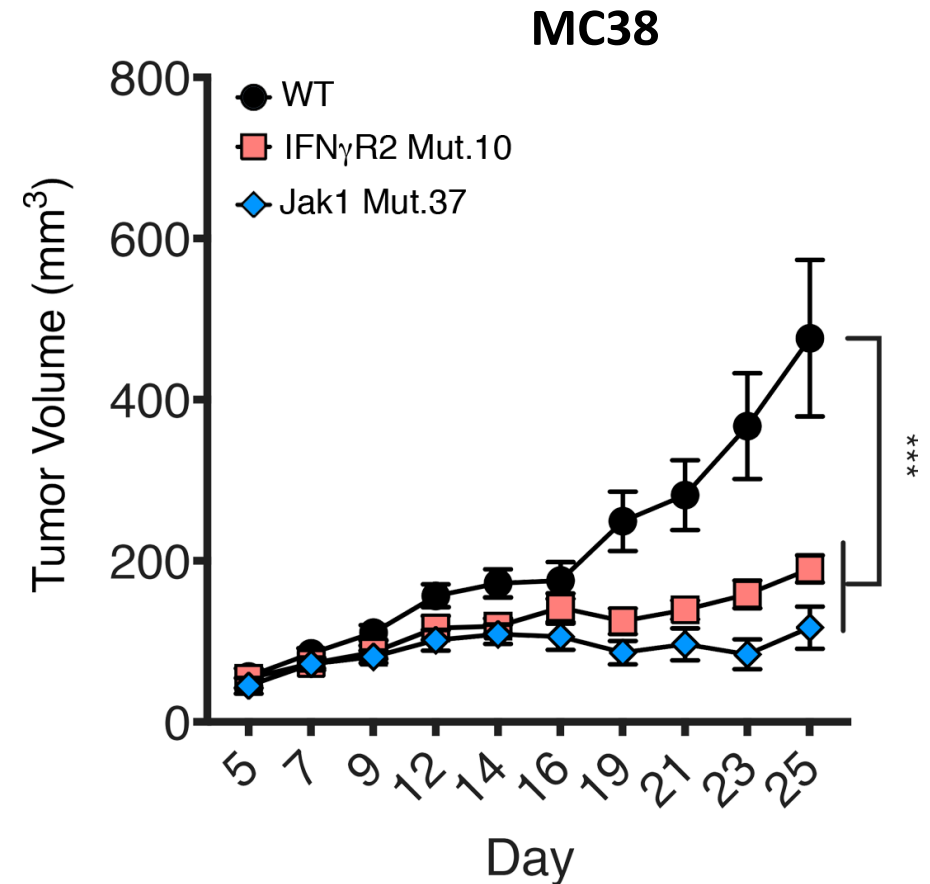 MC38
800
600
400
200
0
Tumor Volume (mm³)
WT
IFNγR2 Mut.10
Jak1 Mut.37
***
5 7 9 12 14 16 19 21 23 25
Day